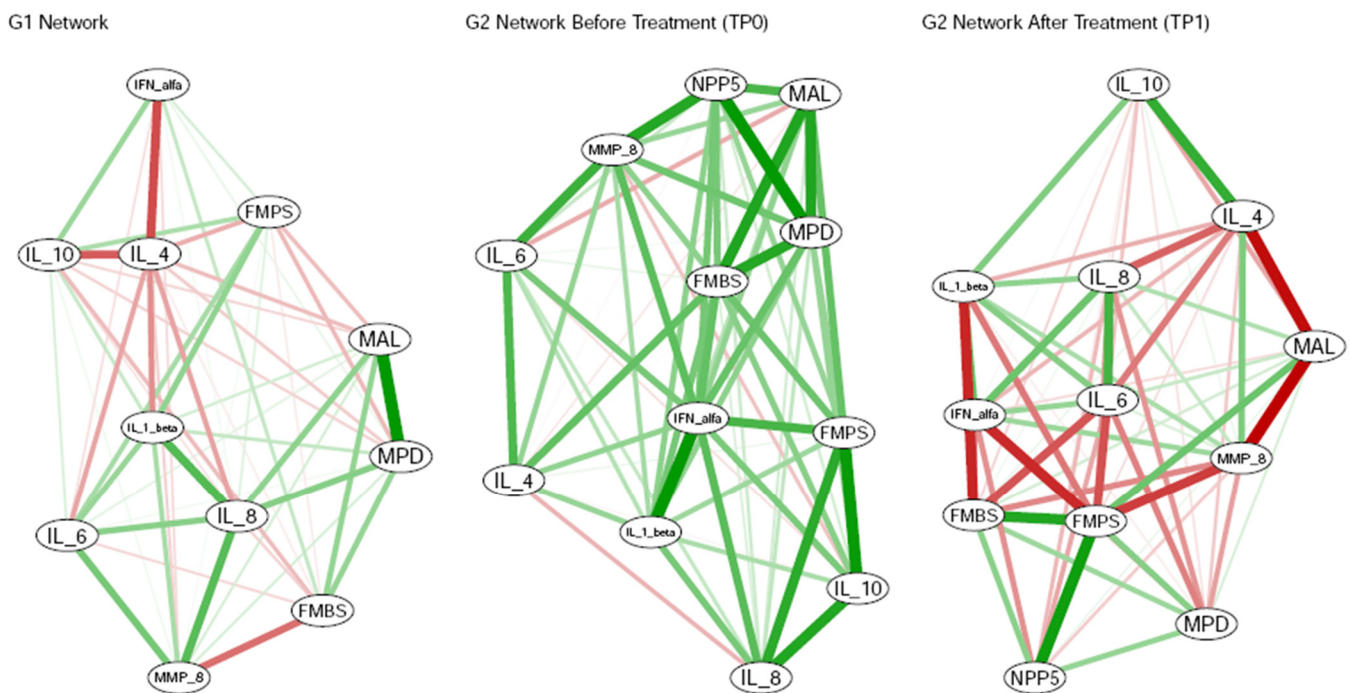 G1 Network
G2 Network Before Treatment (TP0)
G2 Network After Treatment (TP1)
IFN_alfa
FMPS
IL_10
IL_4
MAL
IL_1_beta
MPD
IL_8
IL_6
FMBS
MMP_8
NPP5
MAL
MMP_8
MPD
IL_6
FMBS
IFN_alfa
FMPS
IL_4
IL_1_beta
IL_10
IL_8
IL_10
IL_4
IL_8
IL_1_beta
MAL
IL_6
IFN_alfa
MMP_8
FMBS
FMPS
MPD
NPP5